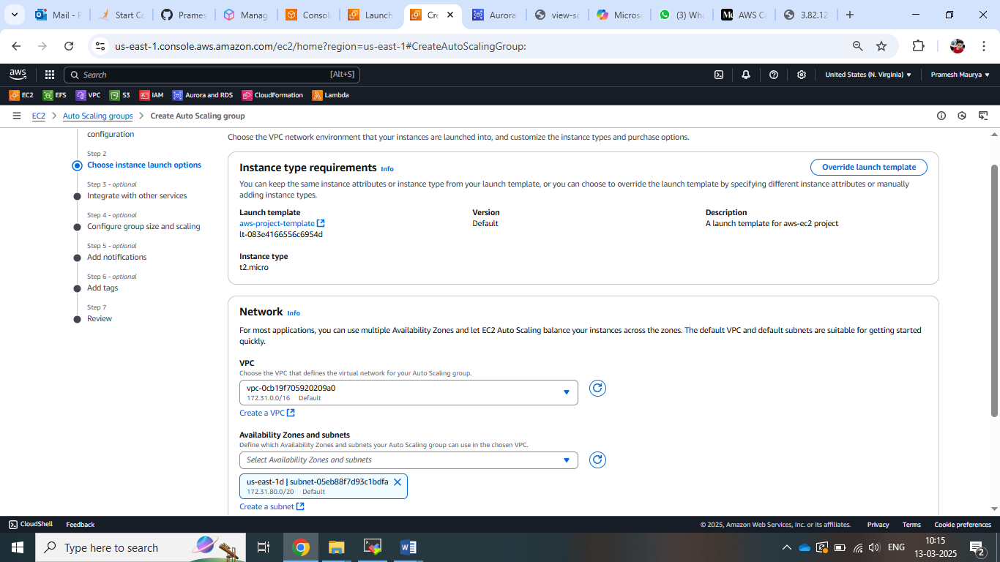 Mail - F
Start Co
Prames
Manag
Consol
Launch
Cre
Aurora
view-so
Micros
(3) Wha
AWS C
3.82.12
us-east-1.console.aws.amazon.com/ec2/home?region=us-east-1#CreateAutoScalingGroup:
aws
Search
[Alt+S]
United States (N. Virginia)
Pramesh Maurya
EC2 EFS VPC S3 IAM Aurora and RDS CloudFormation Lambda
EC2 > Auto Scaling groups > Create Auto Scaling group
configuration
Step 2
Choose instance launch options
Step 3 - optional
Integrate with other services
Step 4 - optional
Configure group size and scaling
Step 5 - optional
Add notifications
Step 6 - optional
Add tags
Step 7
Review
Choose the VPC network environment that your instances are launched into, and customize the instance types and purchase options.
Instance type requirements Info
Override launch template
You can keep the same instance attributes or instance type from your launch template, or you can choose to override the launch template by specifying different instance attributes or manually
adding instance types.
Launch template
aws-project-template
lt-083e4166556c6954d
Version
Default
Description
A launch template for aws-ec2 project
Instance type
t2.micro
Network Info
For most applications, you can use multiple Availability Zones and let EC2 Auto Scaling balance your instances across the zones. The default VPC and default subnets are suitable for getting started
quickly.
VPC
Choose the VPC that defines the virtual network for your Auto Scaling group.
vpc-0cb19f705920209a0
172.31.0.0/16 Default
Create a VPC
Availability Zones and subnets
Define which Availability Zones and subnets your Auto Scaling group can use in the chosen VPC.
Select Availability Zones and subnets
us-east-1d | subnet-05eb88f7d93c1bdfa
172.31.80.0/20 Default
Create a subnet
CloudShell Feedback
© 2025, Amazon Web Services, Inc. or its affiliates. Privacy Terms Cookie preferences
Type here to search
ENG
10:15
13-03-2025
2